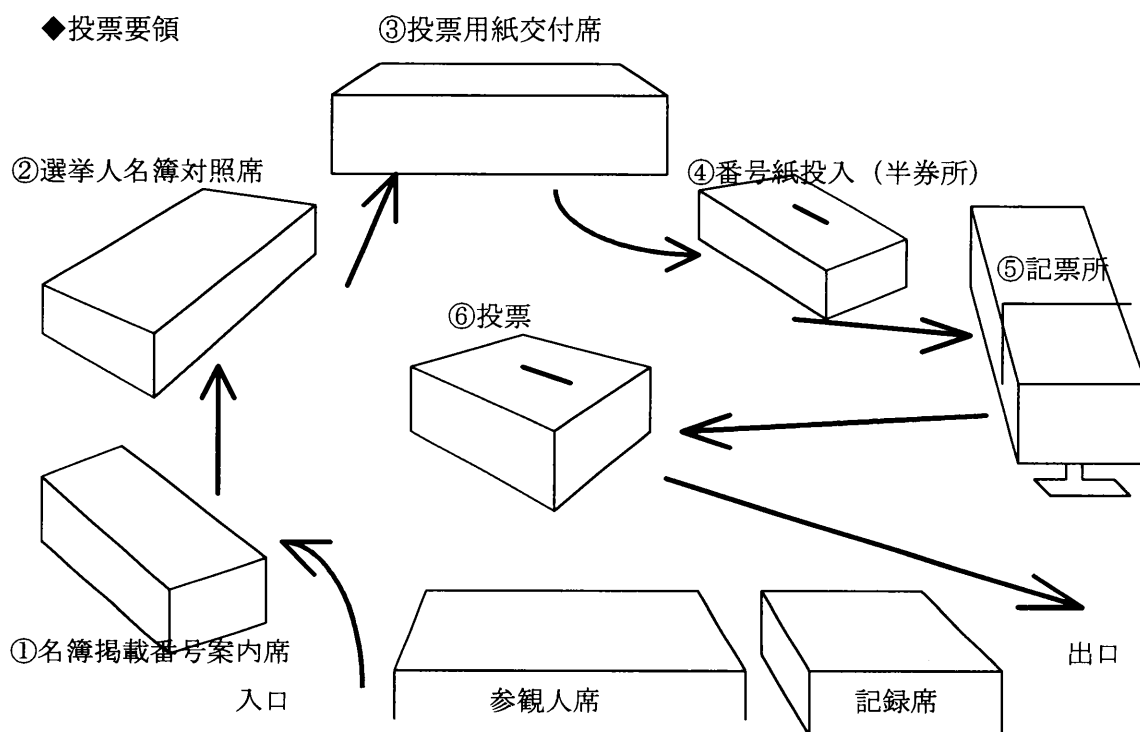 ◆投票要領
③投票用紙交付席
②選挙人名簿対照席
④番号紙投入（半券所）
⑤記票所
⑥投票
①名簿掲載番号案内席
入口
参観人席
記録席
出口